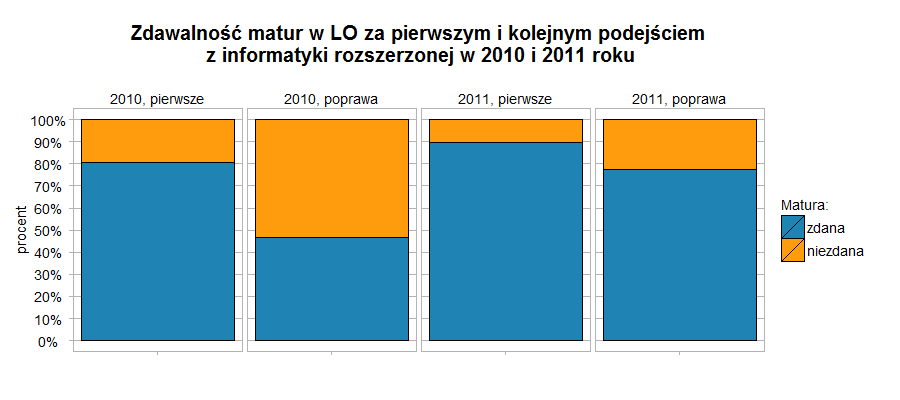 Zdawalność matur w LO za pierwszym i kolejnym podejściem
z informatyki rozszerzonej w 2010 i 2011 roku
2010, pierwsze
2010, poprawa
2011, pierwsze
2011, poprawa
100%
90%
80%
70%
60%
50%
40%
30%
20%
10%
0%
procent
Matura:
zdana
niezdana